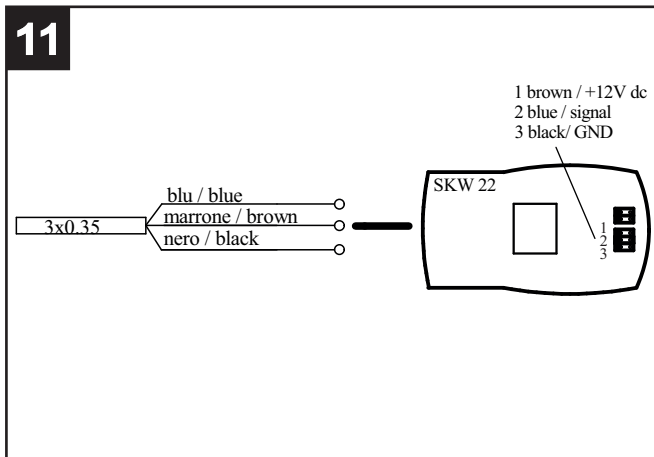 11
1 brown / +12V dc
2 blue / signal
3 black/ GND
SKW 22
blu / blue
marrone / brown
nero / black
3x0.35
1
2
3